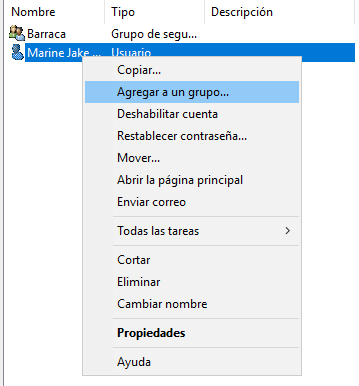 Nombre Tipo Descripción
Barraca Grupo de segu...
Marine Jake ... Usuario
Copiar...
Agregar a un grupo...
Deshabilitar cuenta
Restablecer contraseña...
Mover...
Abrir la página principal
Enviar correo
Todas las tareas
Cortar
Eliminar
Cambiar nombre
Propiedades
Ayuda